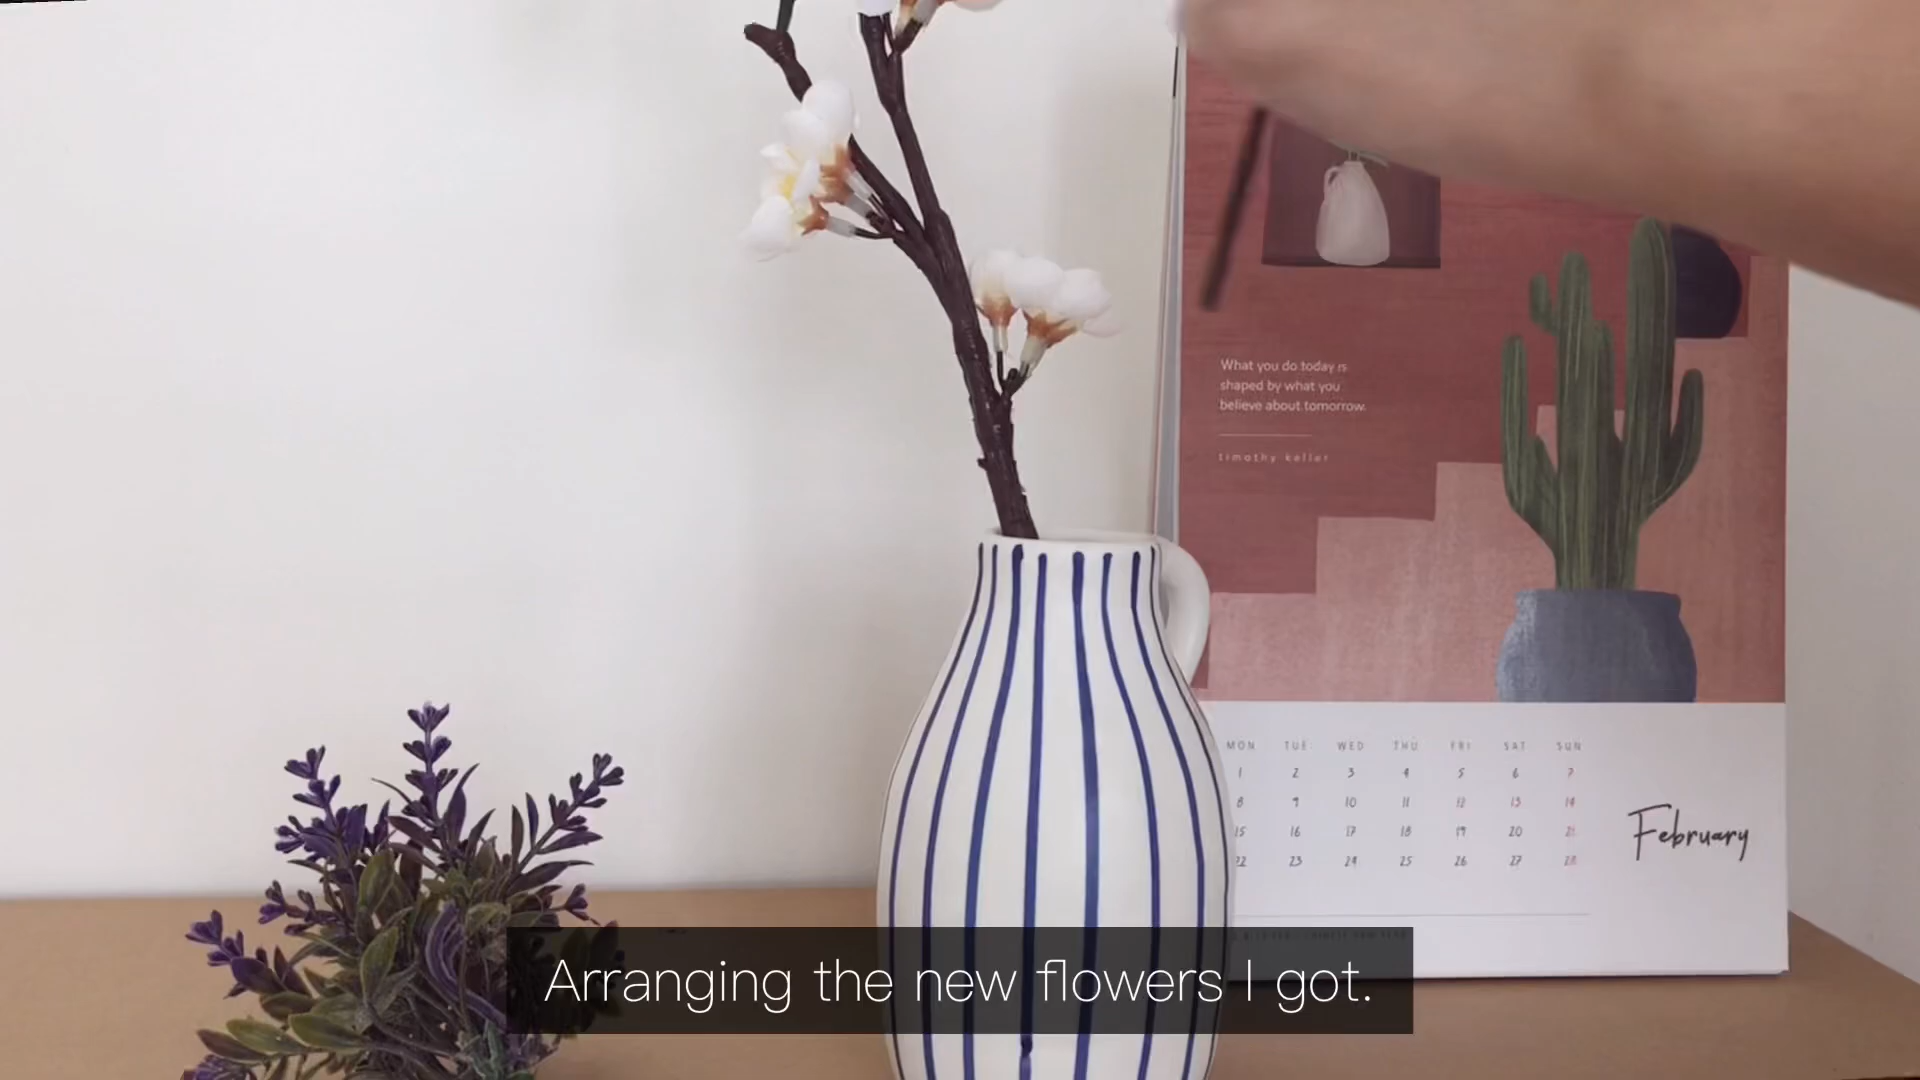 What you do today is
shaped by what you
believe about tomorrow.
timothy keller
MON TUE WED THU FRI SAT SUN
1 2 3 4 5 6 7
8 9 10 11 12 13 14
15 16 17 18 19 20 21
22 23 24 25 26 27 28
February
Arranging the new flowers I got.